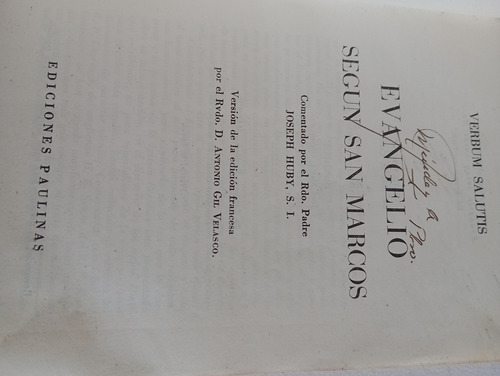 VERBUM SALUTIS
EVANGELIO
SEGUN SAN MARCOS
Comentado por el Rdo. Padre
JOSEPH HUBY, S. I.
Versión de la edición francesa
por el Rvdo. D. ANTONIO GIL VELASCO.
EDICIONES PAULINAS